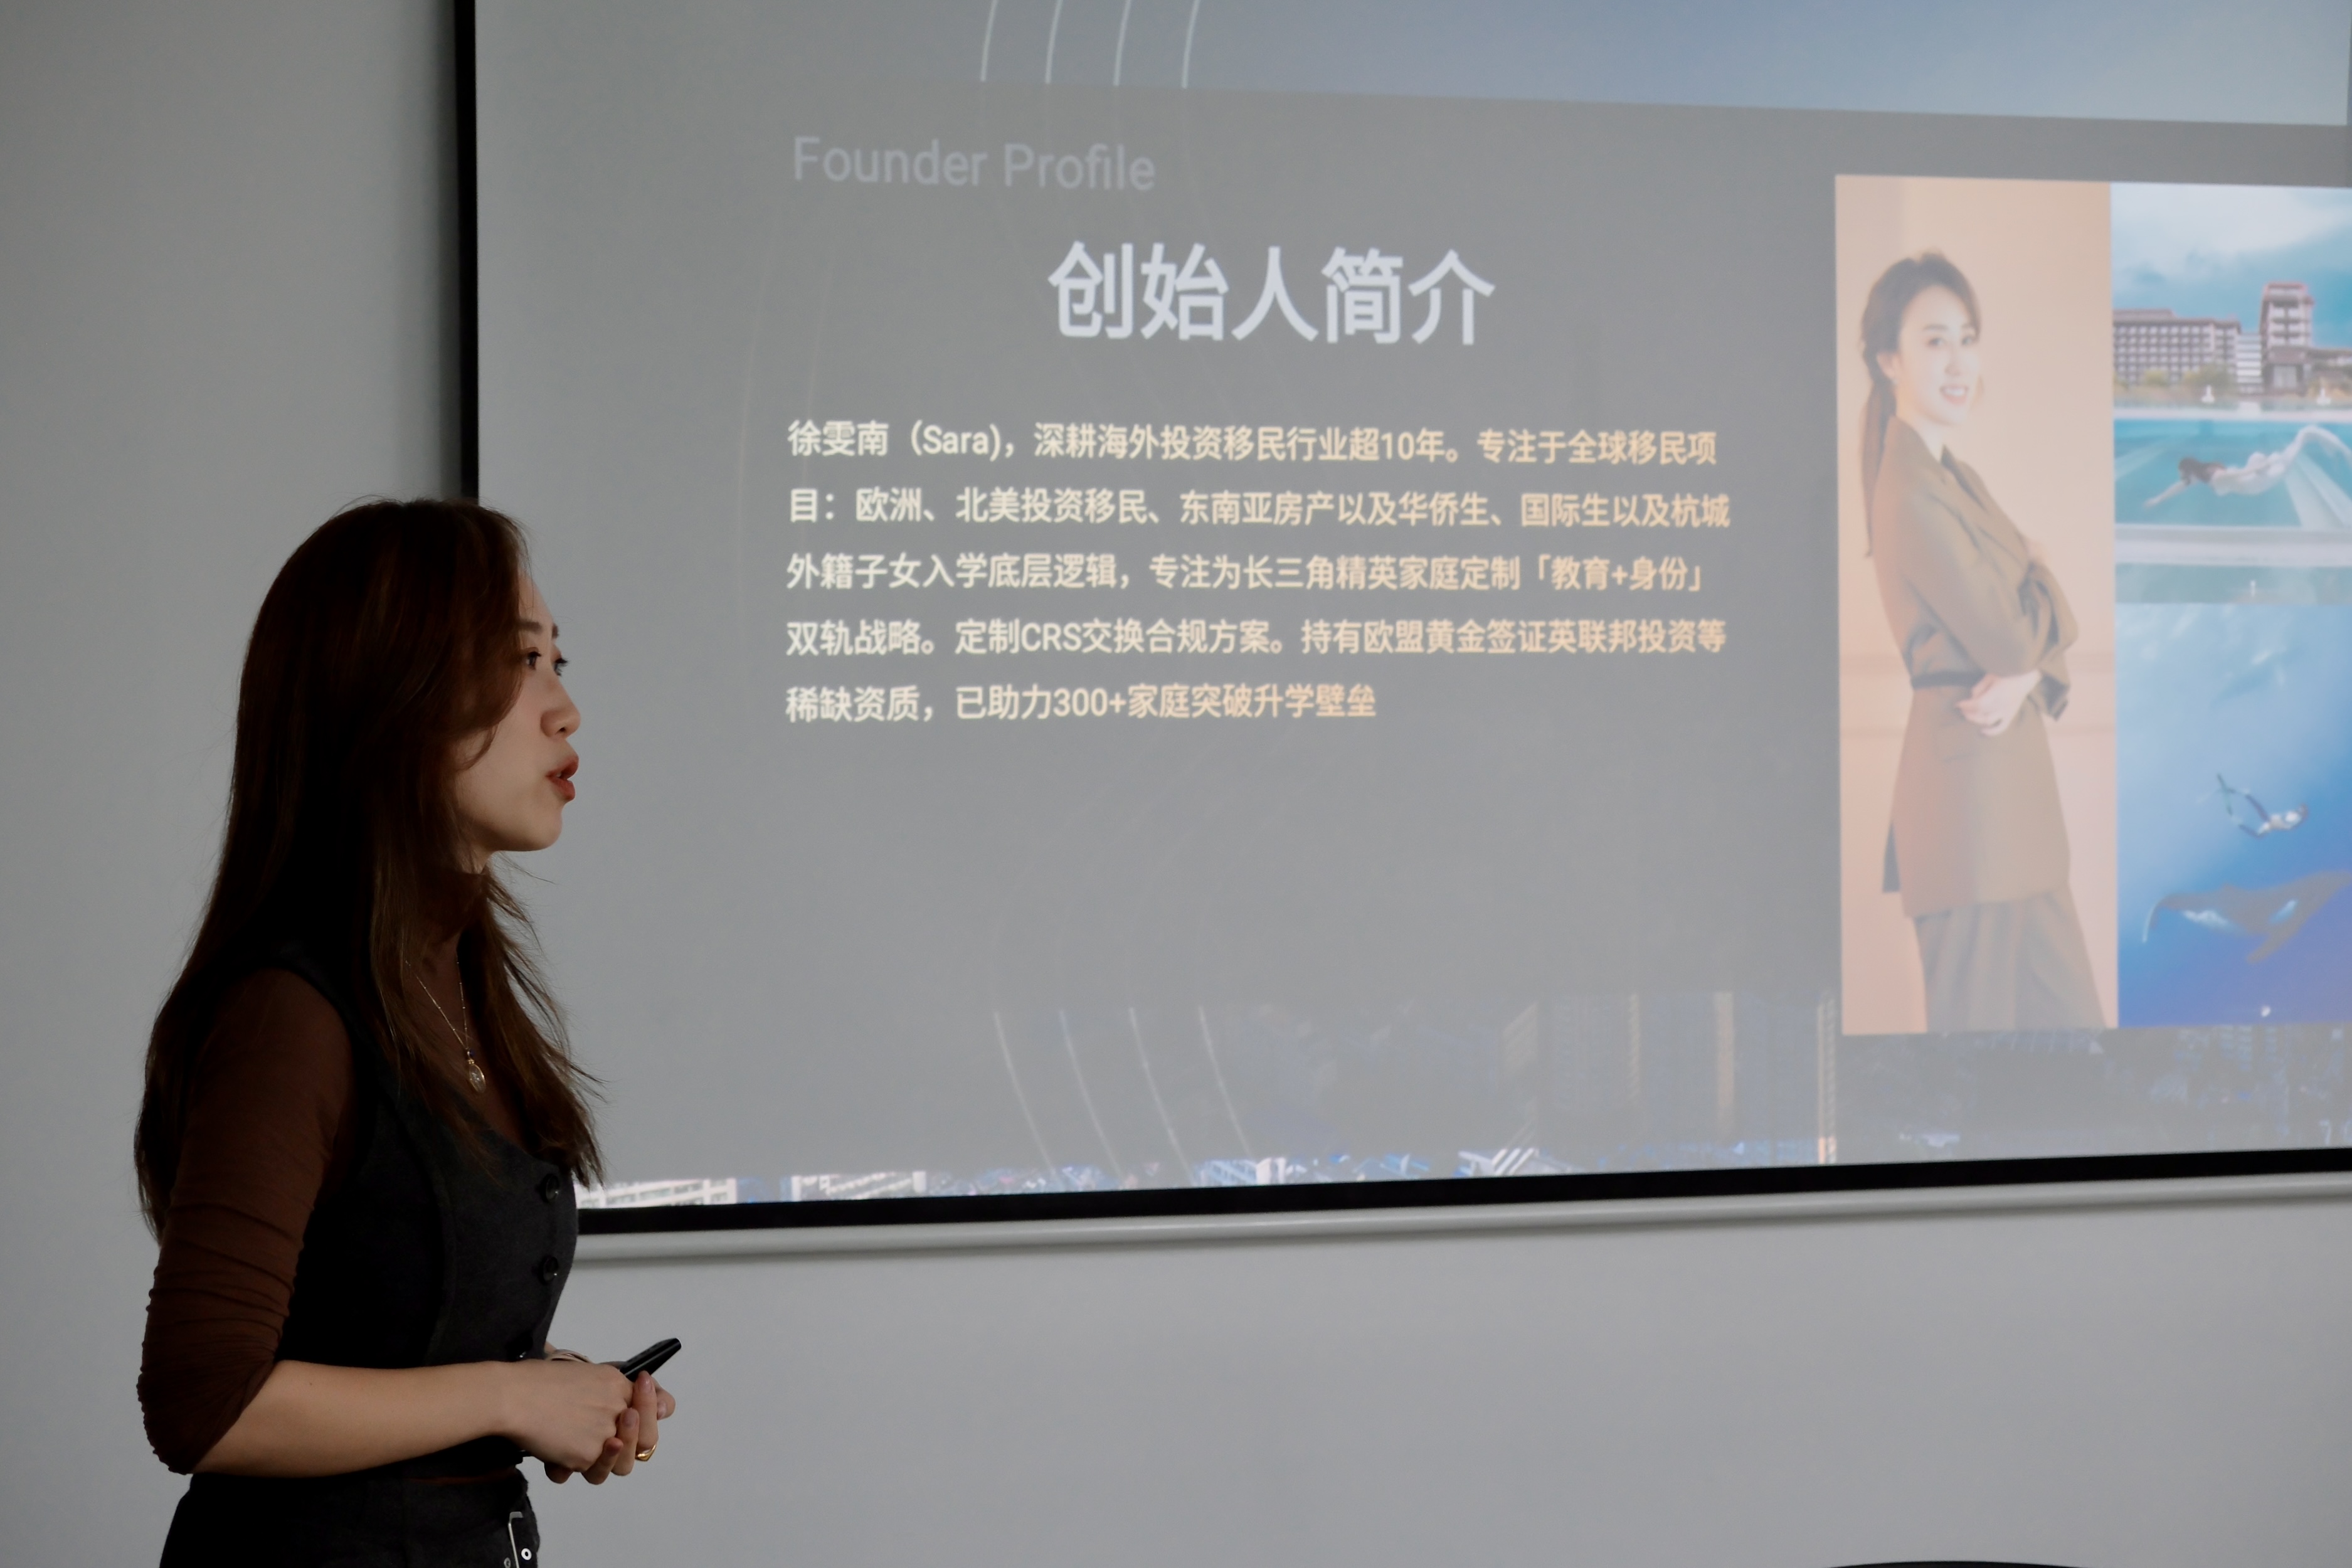 Founder Profile
创始人简介
徐雯南（Sara)，深耕海外投资移民行业超10年。专注于全球移民项
目：欧洲、北美投资移民、东南亚房产以及华侨生、国际生以及杭城
外籍子女入学底层逻辑，专注为长三角精英家庭定制「教育+身份」
双轨战略。定制CRS交换合规方案。持有欧盟黄金签证英联邦投资等
稀缺资质，已助力300+家庭突破升学壁垒